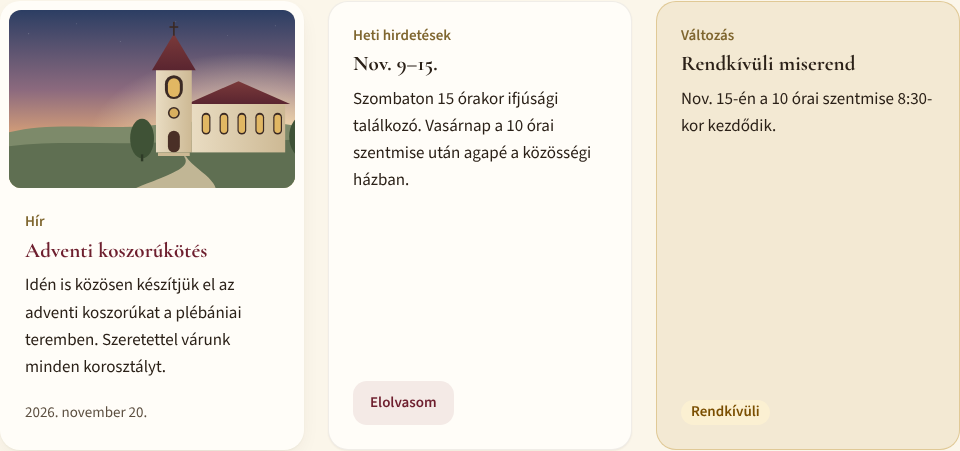 Hír
Adventi koszorúkötés
Idén is közösen készítjük el az
adventi koszorúkat a plébániai
teremben. Szeretettel várunk
minden korosztályt.
2026. november 20.
Heti hirdetések
Nov. 9–15.
Szombaton 15 órakor ifjúsági
találkozó. Vasárnap a 10 órai
szentmise után agapé a közösségi
házban.
Elolvasom
Változás
Rendkívüli miserend
Nov. 15-én a 10 órai szentmise 8:30-
kor kezdődik.
Rendkívüli